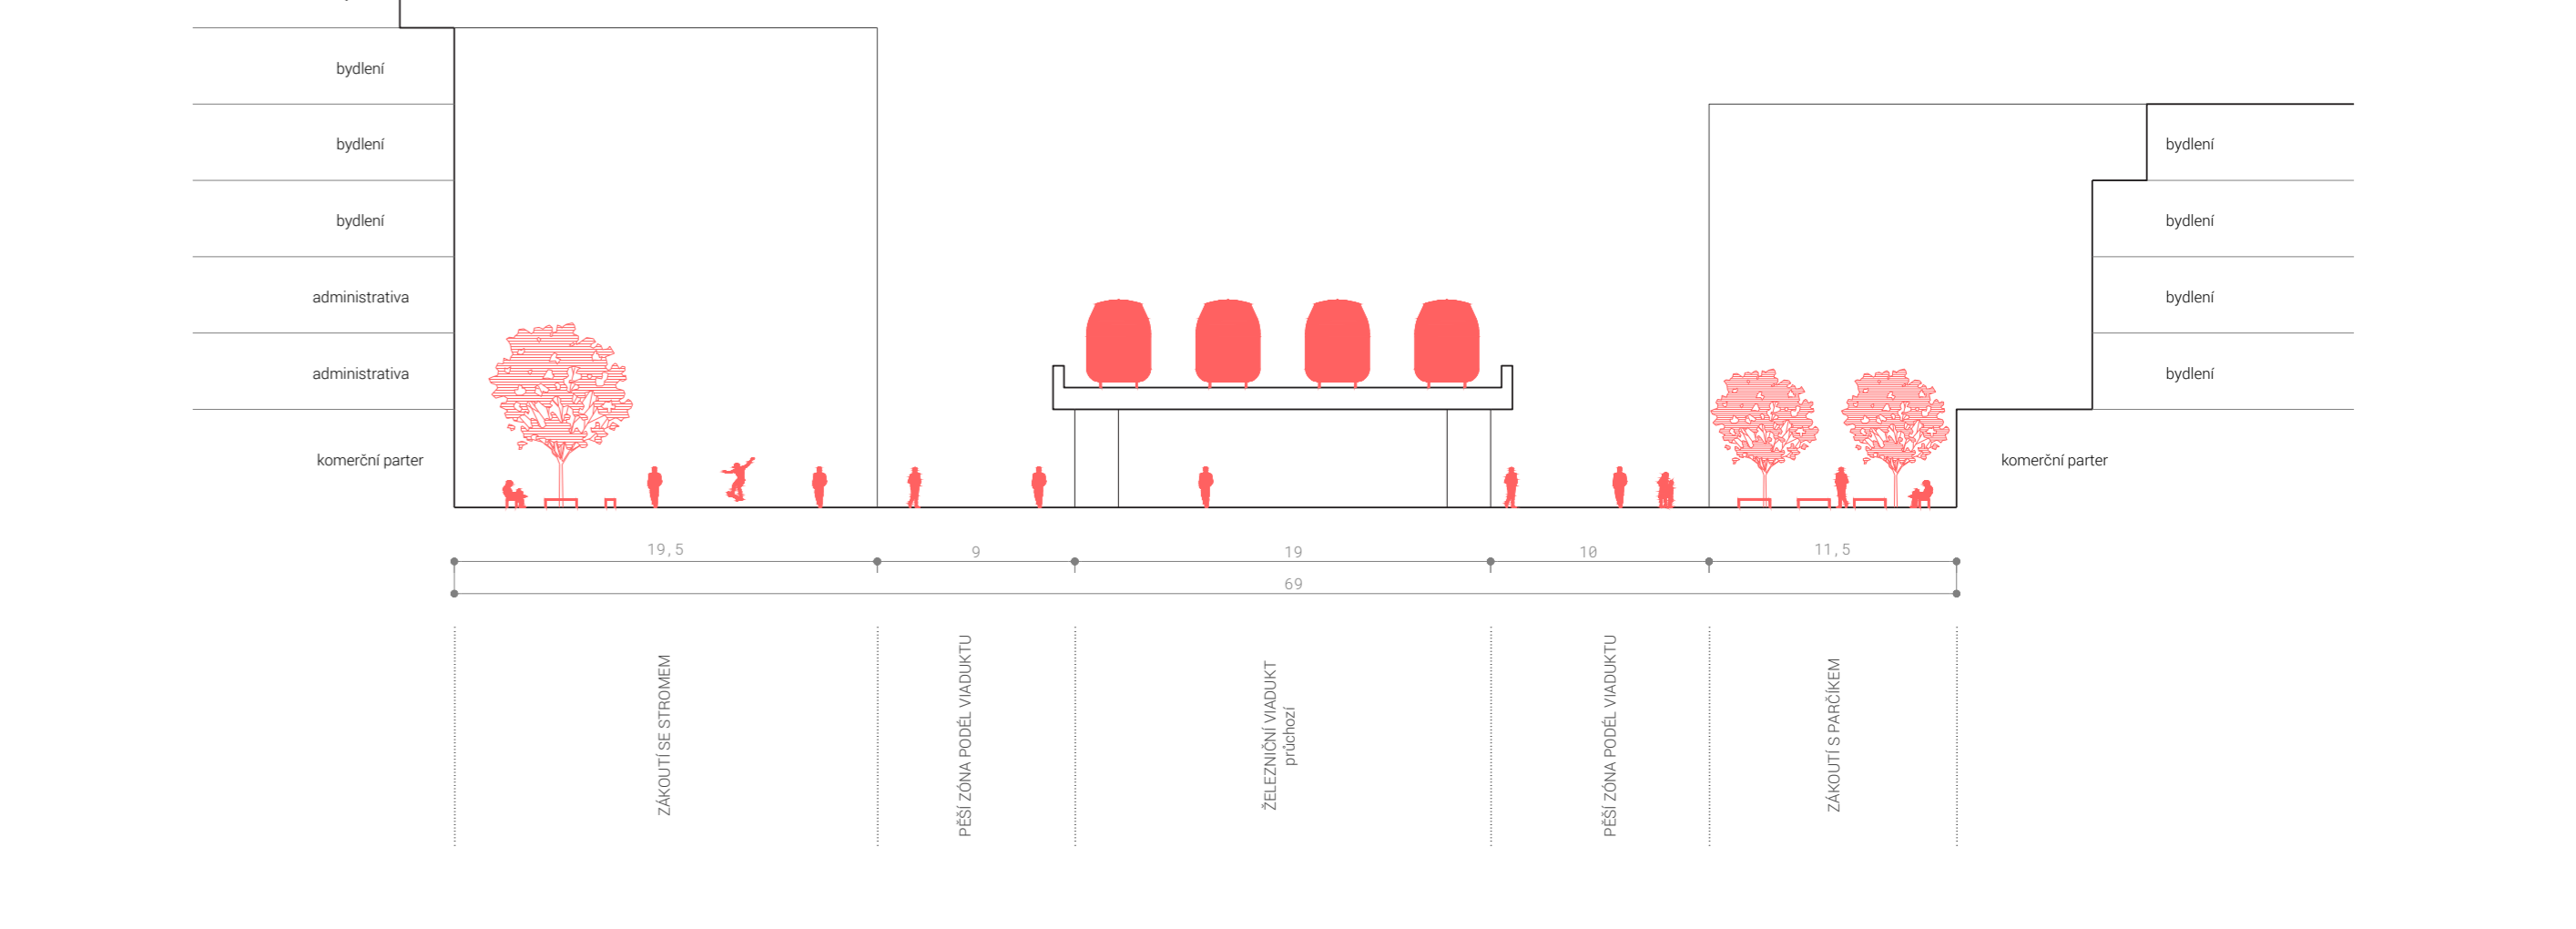 bydlení
bydlení
bydlení
administrativa
administrativa
komerční parter
bydlení
bydlení
bydlení
bydlení
komerční parter
19,5
9
19
10
11,5
69
ZÁKOUTÍ SE STROMEM
PĚŠÍ ZÓNA PODÉL VIADUKTU
ŽELEZNIČNÍ VIADUKT
průchozí
PĚŠÍ ZÓNA PODÉL VIADUKTU
ZÁKOUTÍ S PARČÍKEM